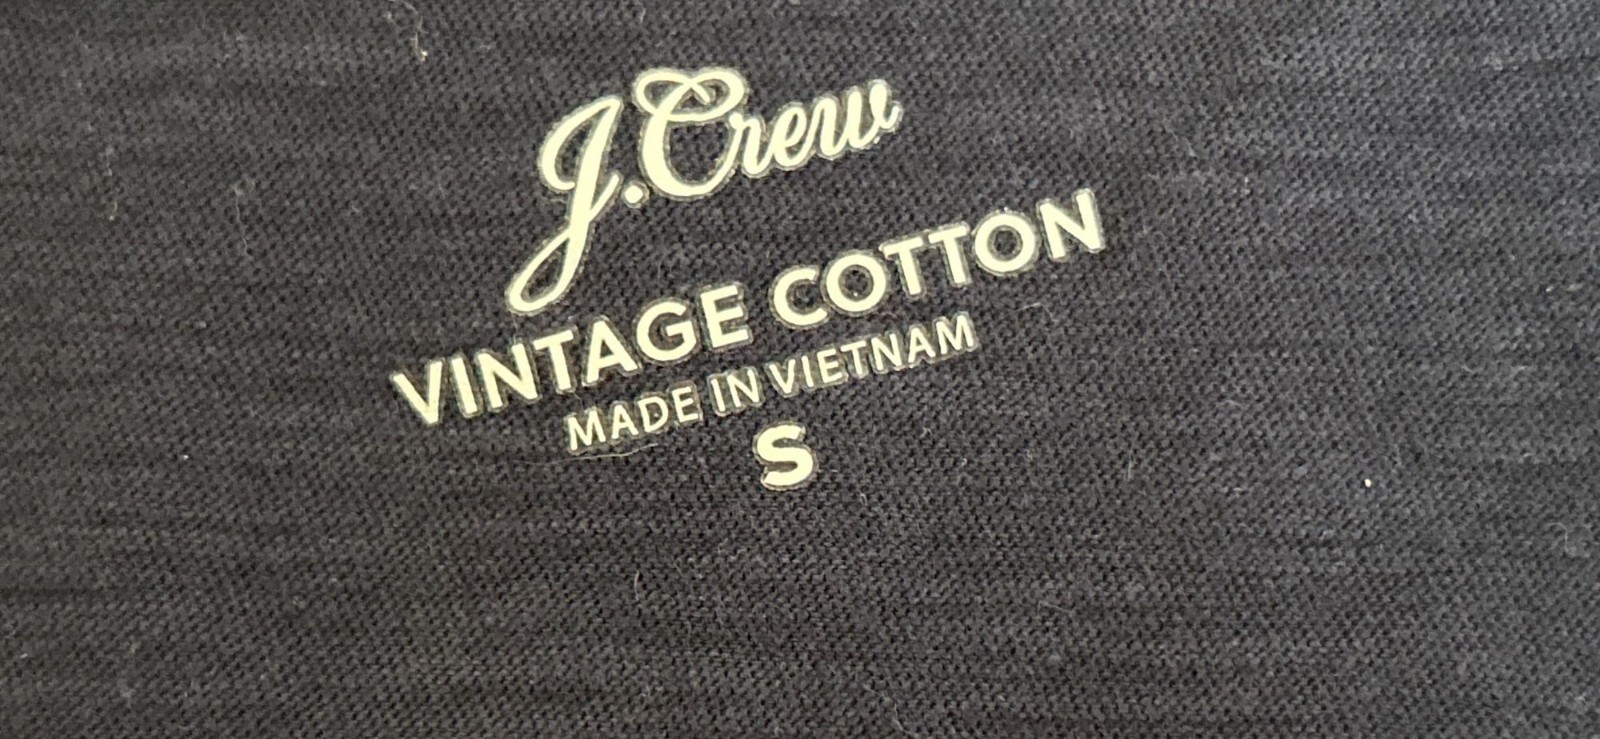 J.Crew
VINTAGE COTTON
MADE IN VIETNAM
S